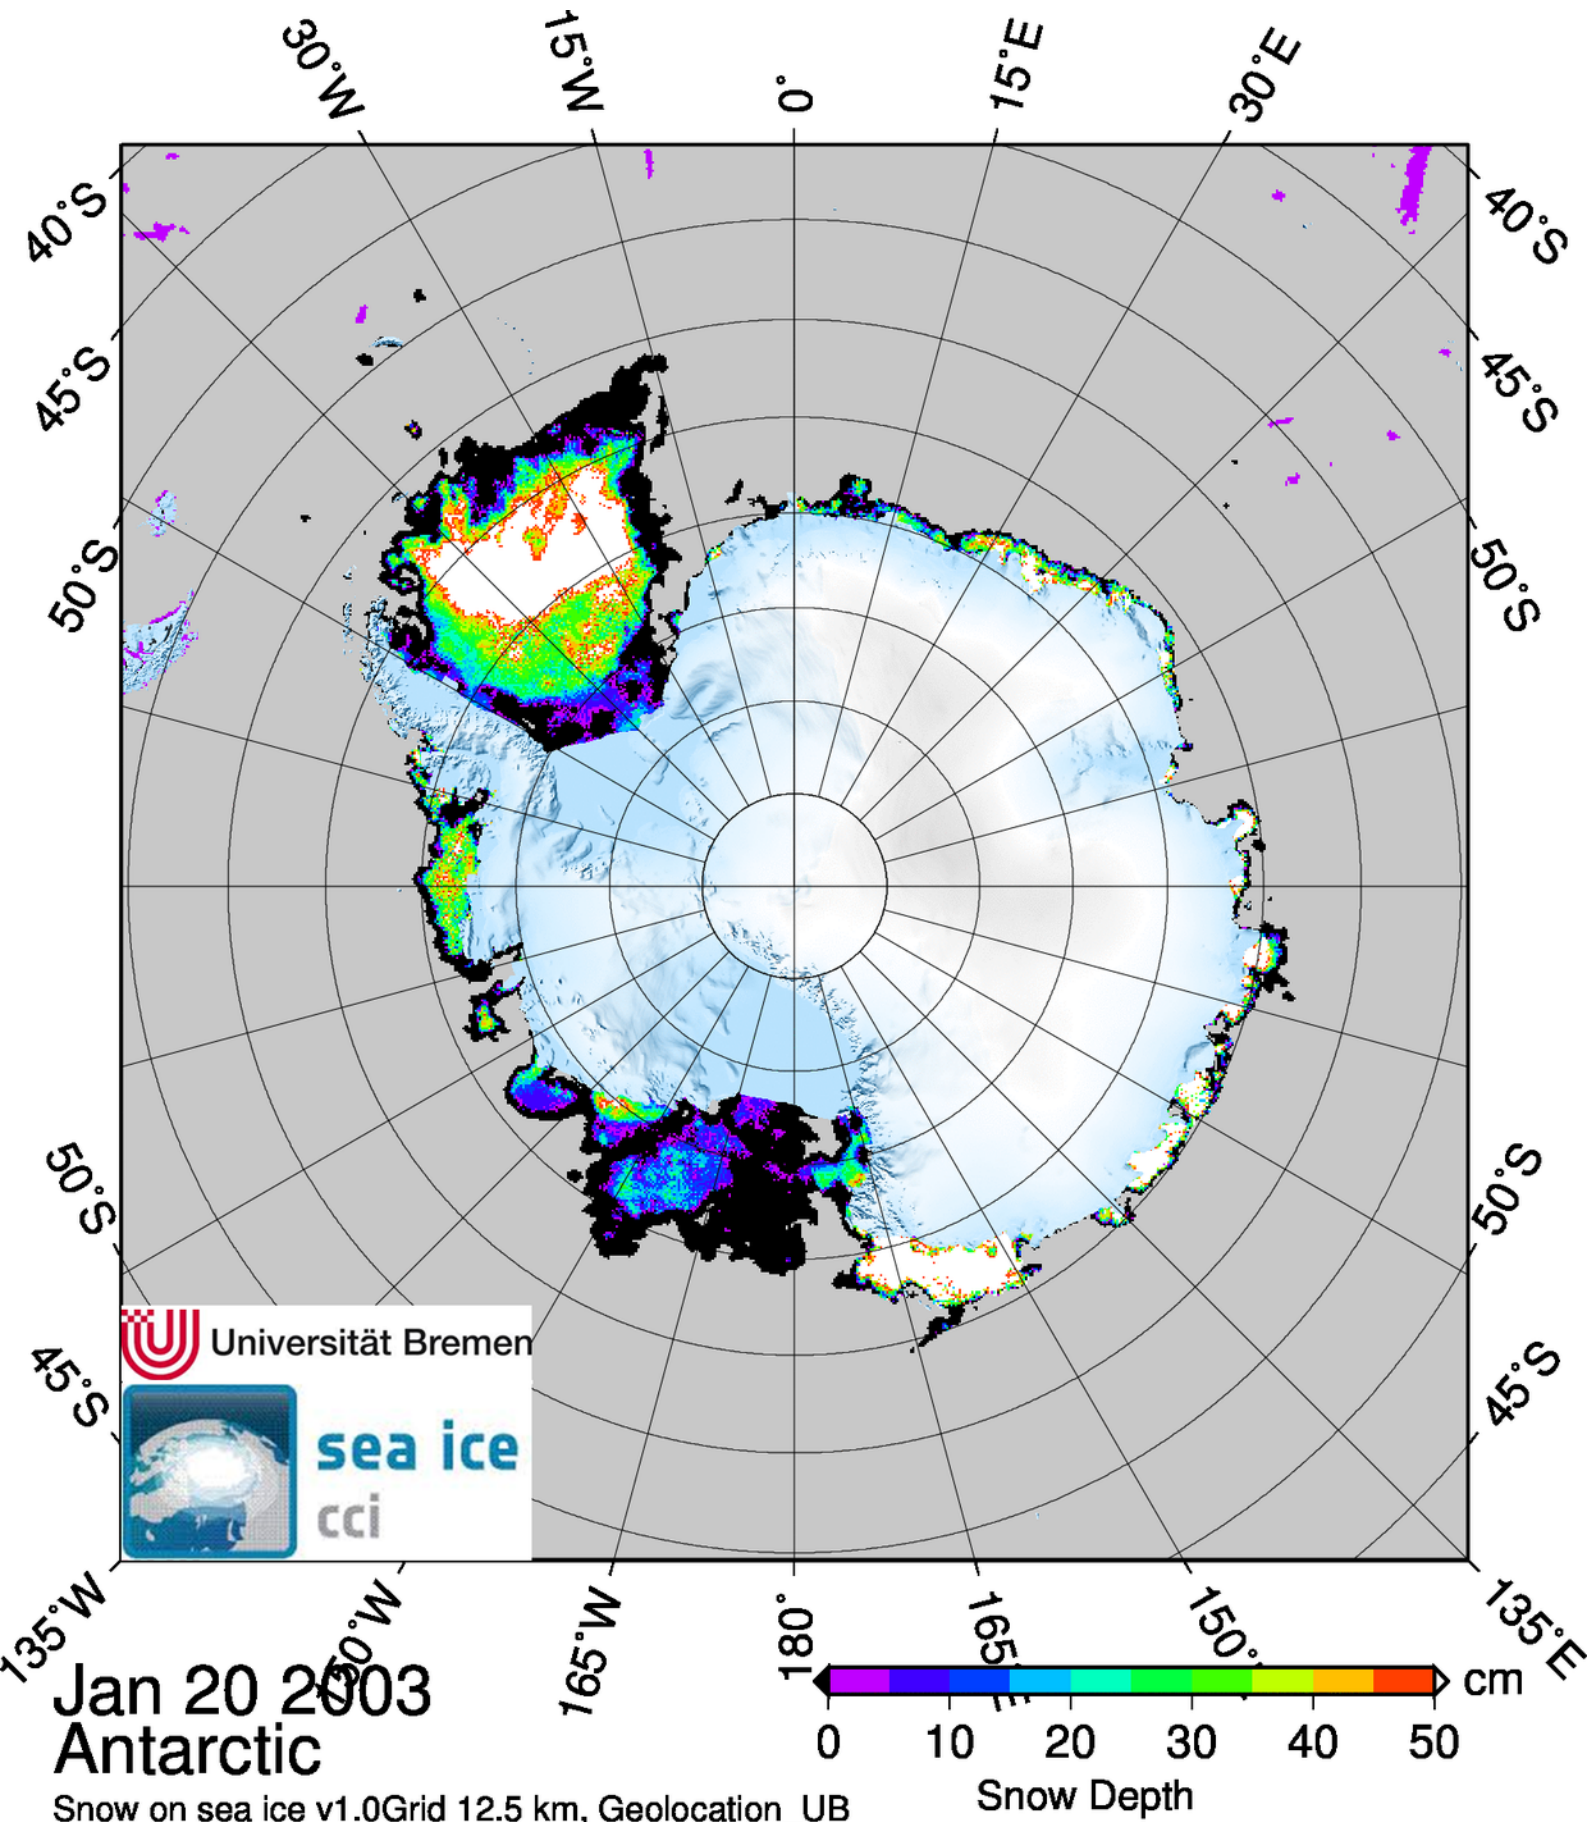 30°W 15°W 0° 15°E 30°E
40°S 40°S
45°S 45°S
50°S 50°S
50°S 50°S
45°S 45°S
Universität Bremen
sea ice
cci
135°W 150°W 165°W 180° 165°E 150° 135°E
Jan 20 2003
Antarctic
Snow on sea ice v1.0Grid 12.5 km, Geolocation UB
cm
0 10 20 30 40 50
Snow Depth